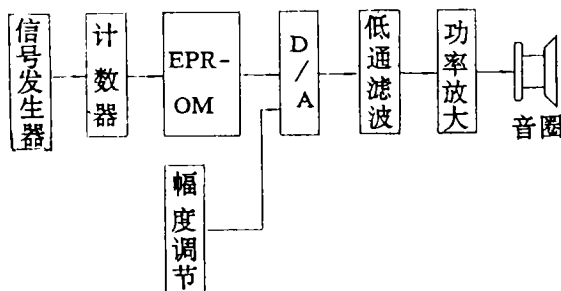 信号发生器
计数器
EPR-
OM
D/A
低通滤波
功率放大
音圈
幅度调节